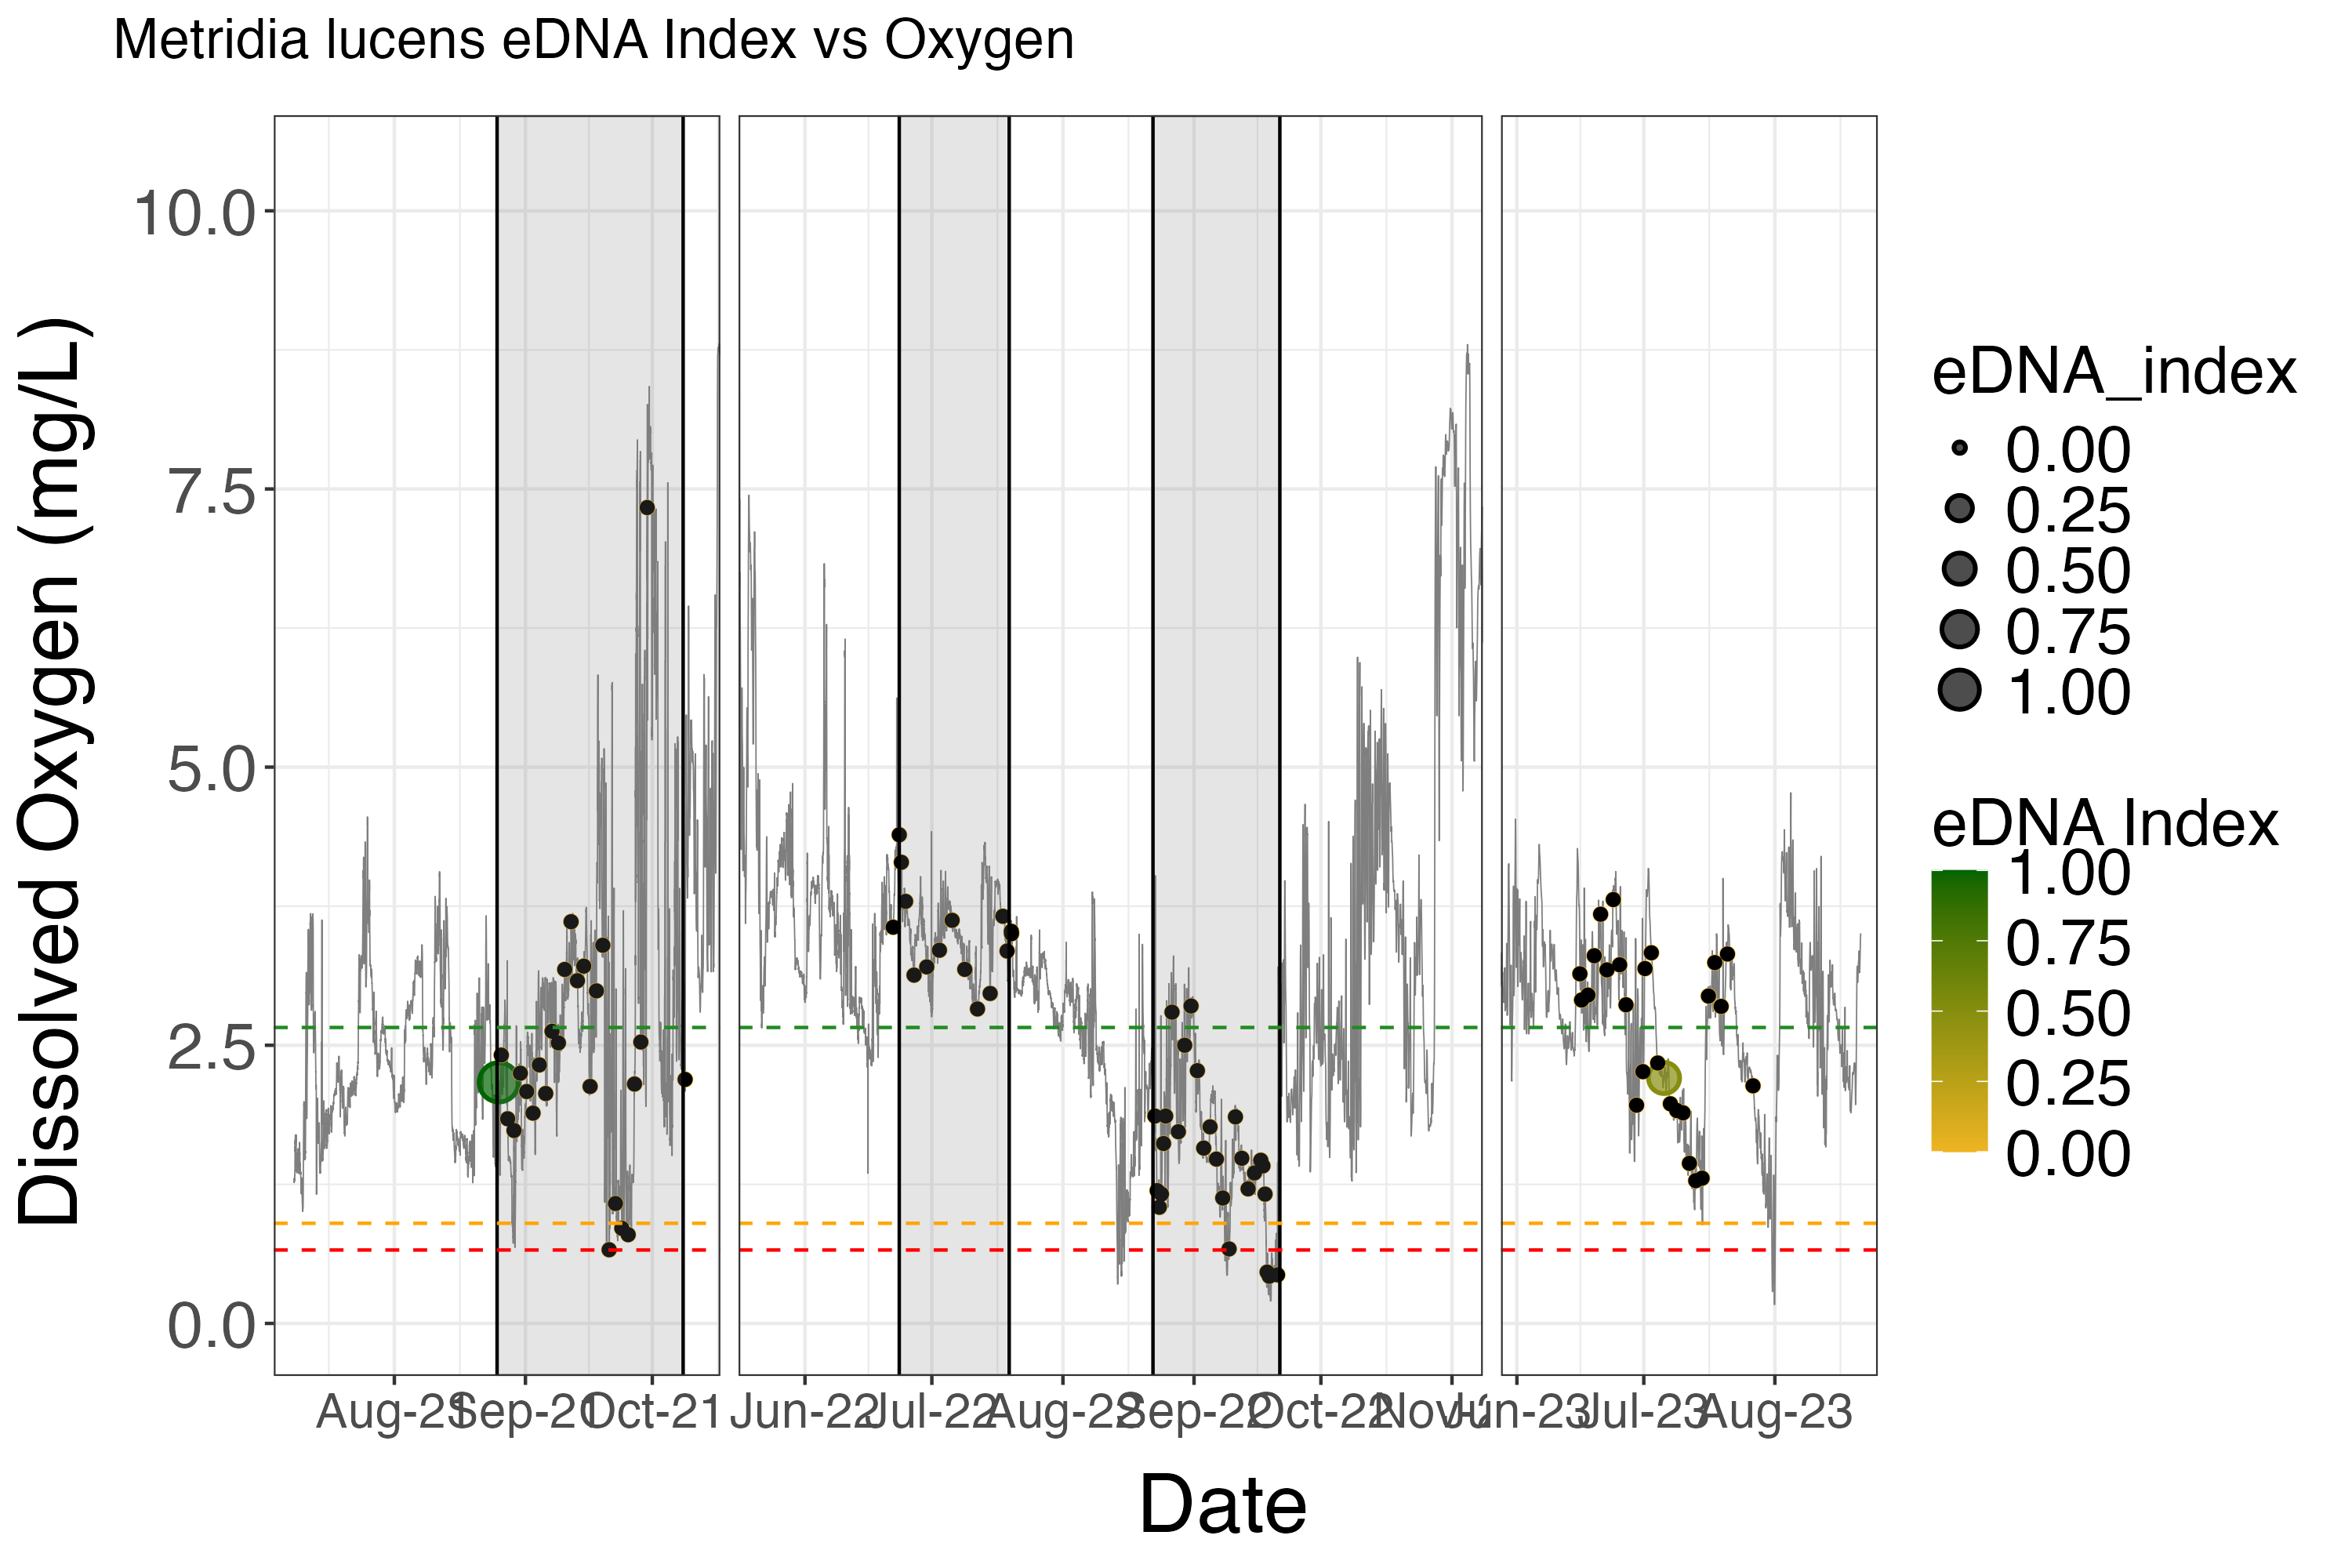 Metridia lucens eDNA Index vs Oxygen
Dissolved Oxygen (mg/L)
10.0
7.5
5.0
2.5
0.0
Aug-21 Sep-21 Oct-21 Jun-22 Jul-22 Aug-22 Sep-22 Oct-22 Jun-23 Jul-23 Aug-23
Date
eDNA_index
0.00
0.25
0.50
0.75
1.00
eDNA Index
1.00
0.75
0.50
0.25
0.00